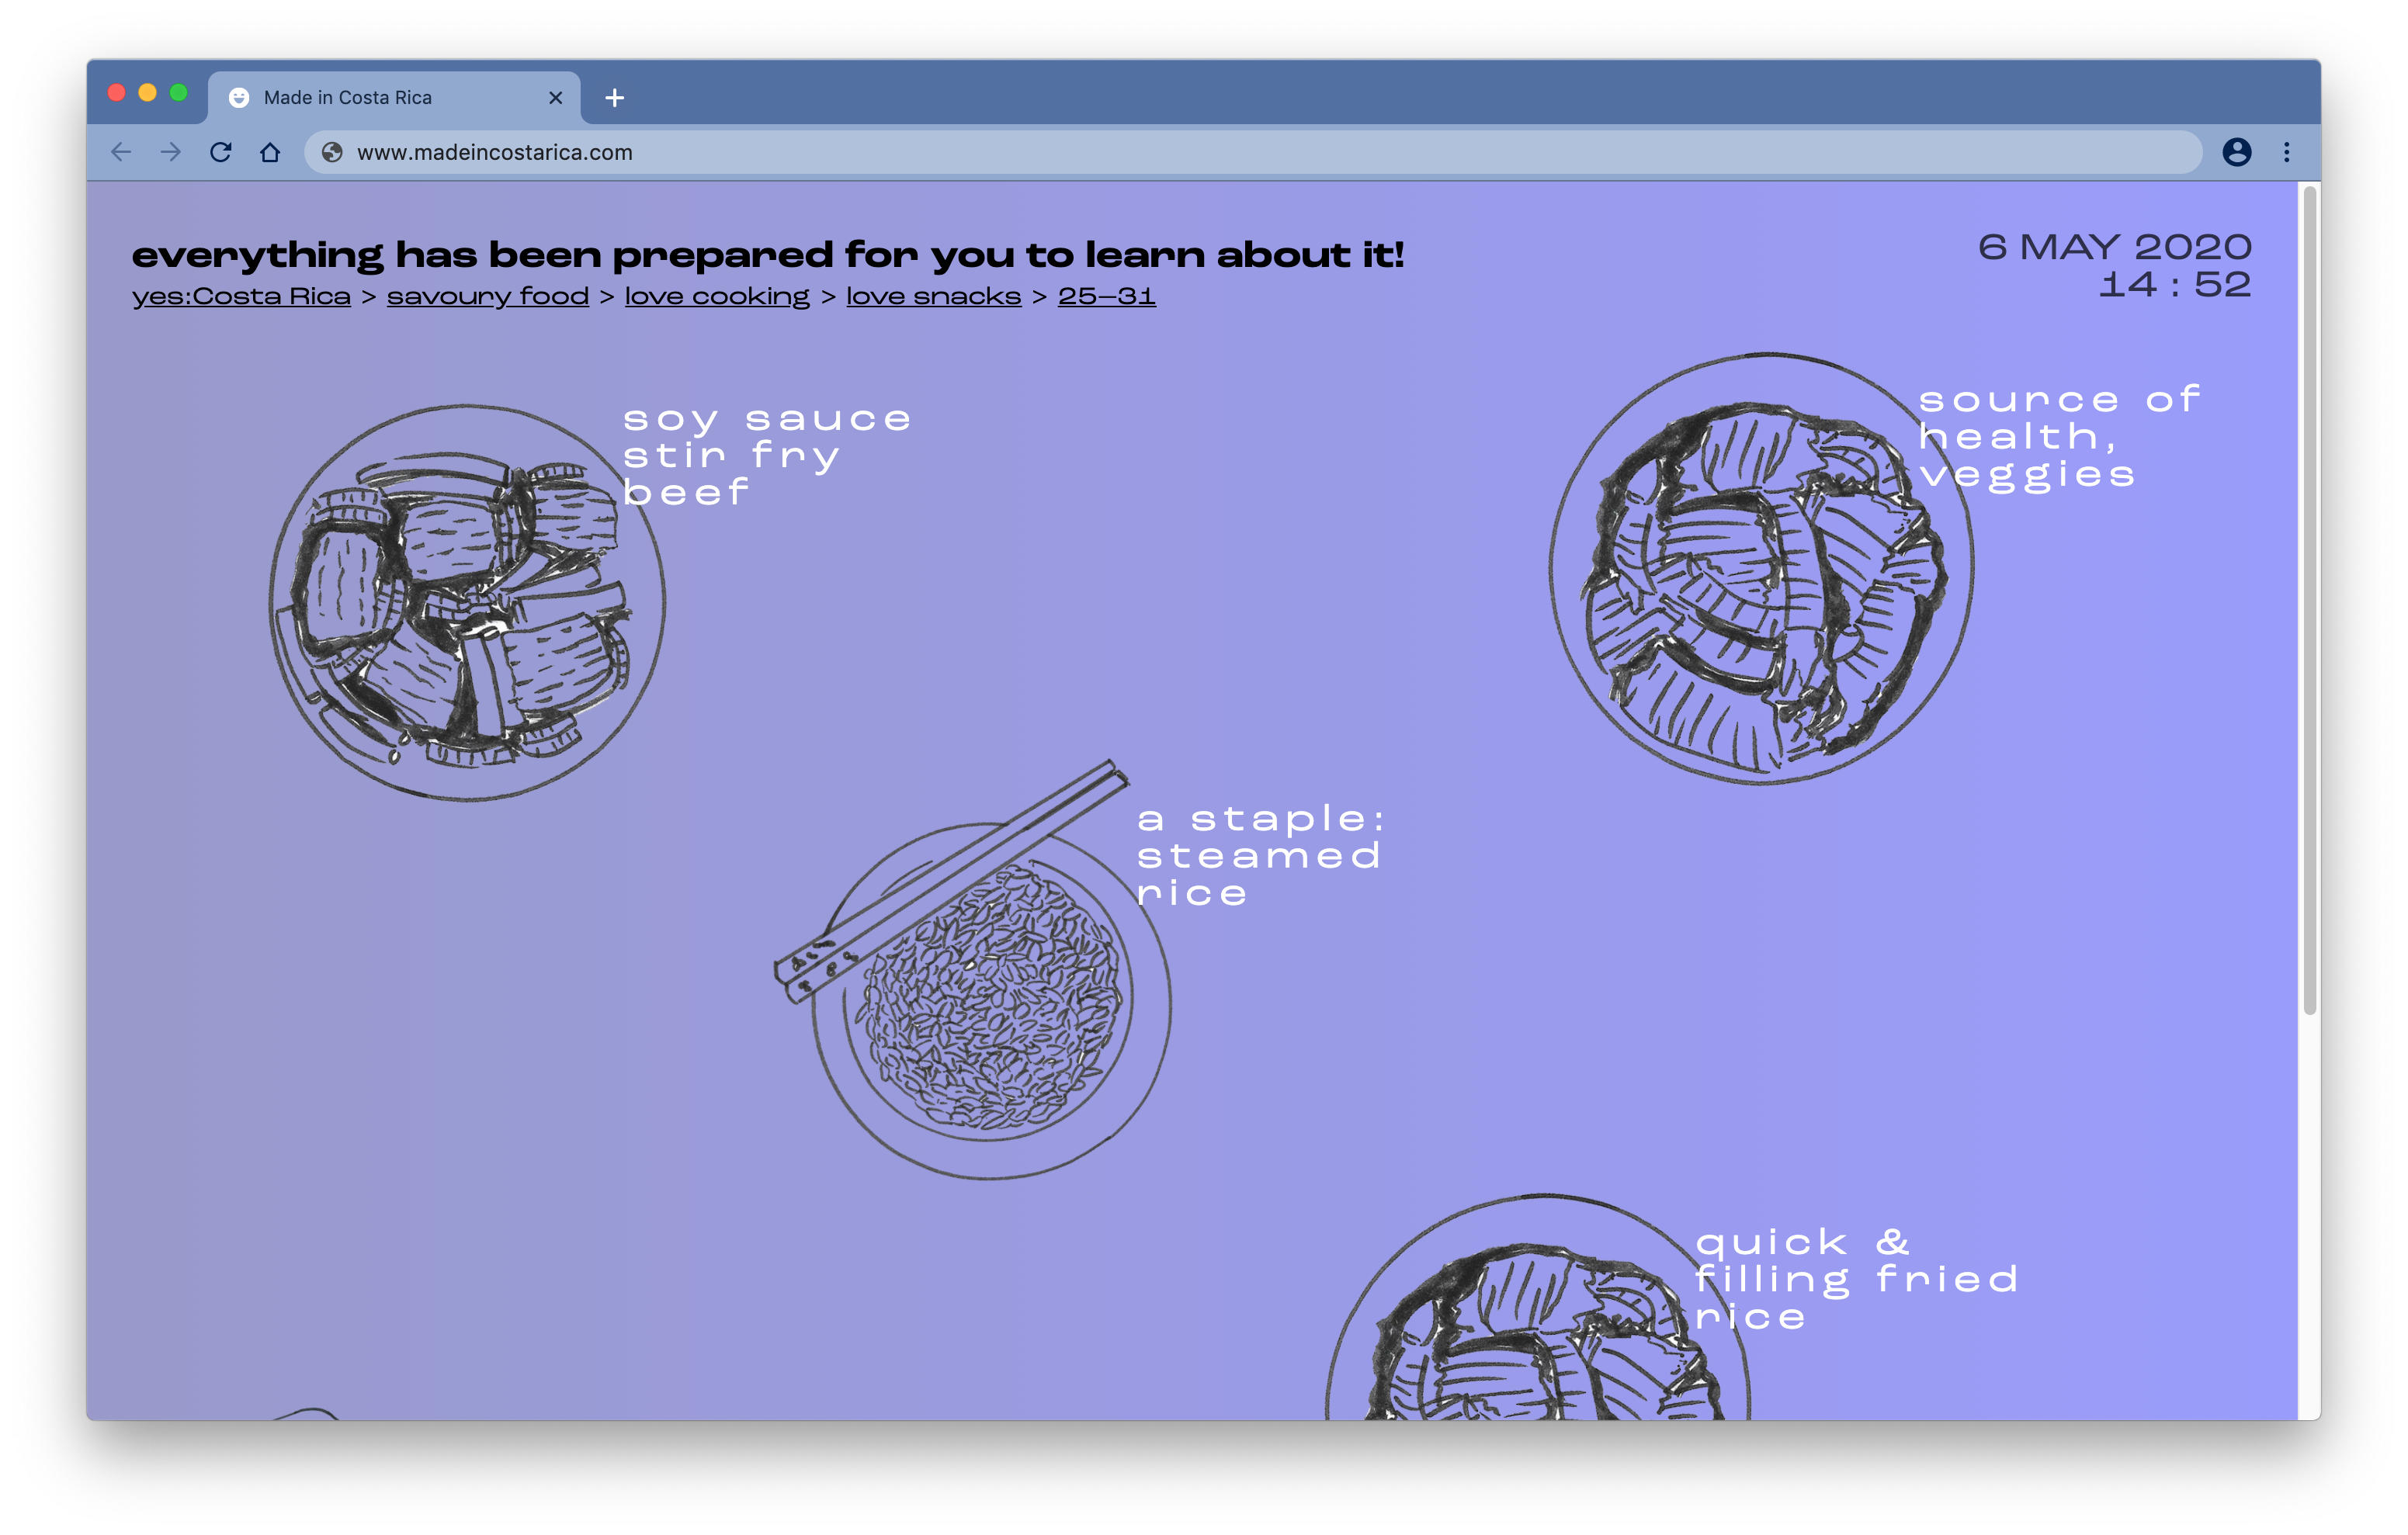 Made in Costa Rica
www.madeincostarica.com
everything has been prepared for you to learn about it!
yes:Costa Rica > savoury food > love cooking > love snacks > 25–31
6 MAY 2020
14 : 52
soy sauce
stir fry
beef
source of
health,
veggies
a staple:
steamed
rice
quick &
filling fried
rice